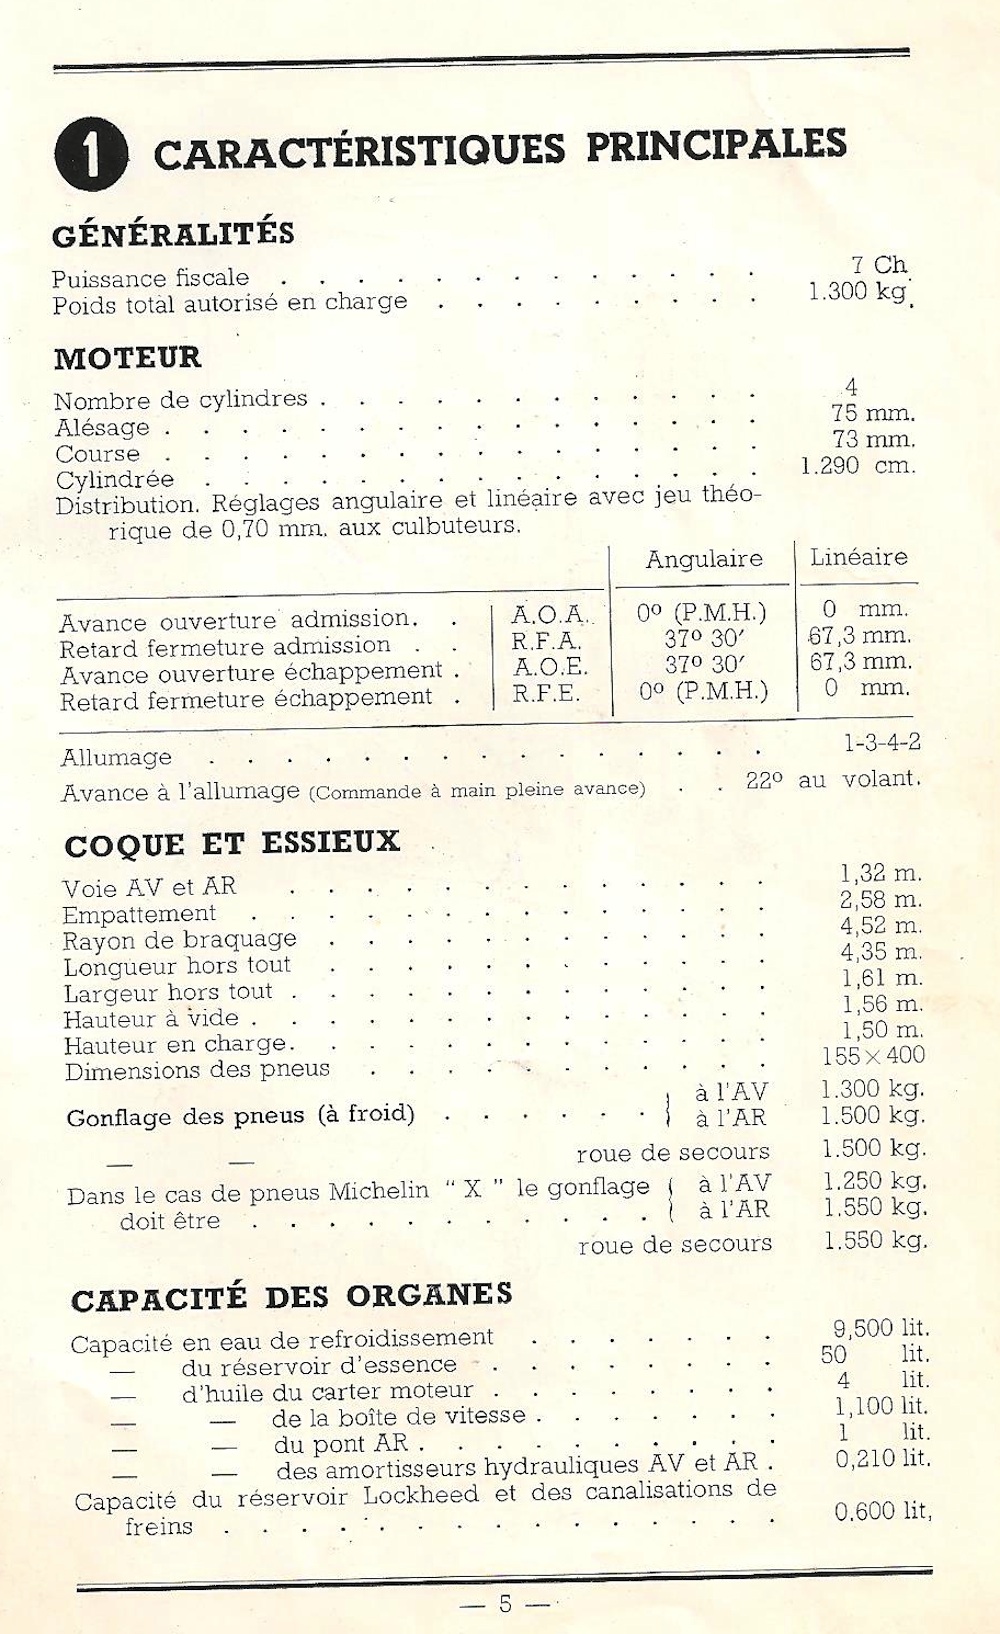 1 CARACTÉRISTIQUES PRINCIPALES
GÉNÉRALITÉS
Puissance fiscale . . . . . . . . . . . . . 7 Ch.
Poids total autorisé en charge . . . . . . . . . 1.300 kg.
MOTEUR
Nombre de cylindres . . . . . . . . . . . . 4
Alésage . . . . . . . . . . . . . . . . 75 mm.
Course . . . . . . . . . . . . . . . . 73 mm.
Cylindrée . . . . . . . . . . . . . . . 1.290 cm.
Distribution. Réglages angulaire et linéaire avec jeu théo-
rique de 0,70 mm. aux culbuteurs.
Angulaire Linéaire
Avance ouverture admission. . A.O.A. 0º (P.M.H.) 0 mm.
Retard fermeture admission . . R.F.A. 37º 30′ 67,3 mm.
Avance ouverture échappement . A.O.E. 37º 30′ 67,3 mm.
Retard fermeture échappement . R.F.E. 0º (P.M.H.) 0 mm.
Allumage . . . . . . . . . . . . . . . 1-3-4-2
Avance à l'allumage (Commande à main pleine avance) . . 22º au volant.
COQUE ET ESSIEUX
Voie AV et AR . . . . . . . . . . . . . 1,32 m.
Empattement . . . . . . . . . . . . . . 2,58 m.
Rayon de braquage . . . . . . . . . . . . 4,52 m.
Longueur hors tout . . . . . . . . . . . . 4,35 m.
Largeur hors tout . . . . . . . . . . . . . 1,61 m.
Hauteur à vide . . . . . . . . . . . . . . 1,56 m.
Hauteur en charge. . . . . . . . . . . . . 1,50 m.
Dimensions des pneus . . . . . . . . . . . 155 × 400
Gonflage des pneus (à froid) . . . . . . { à l'AV 1.300 kg.
à l'AR 1.500 kg.
— — roue de secours 1.500 kg.
Dans le cas de pneus Michelin " X " le gonflage { à l'AV 1.250 kg.
doit être . . . . . . . . . . . à l'AR 1.550 kg.
roue de secours 1.550 kg.
CAPACITÉ DES ORGANES
Capacité en eau de refroidissement . . . . . . . 9,500 lit.
— du réservoir d'essence . . . . . . . . 50 lit.
— d'huile du carter moteur . . . . . . . . 4 lit.
— — de la boîte de vitesse . . . . . . . 1,100 lit.
— — du pont AR . . . . . . . . . . 1 lit.
— — des amortisseurs hydrauliques AV et AR . 0,210 lit.
Capacité du réservoir Lockheed et des canalisations de
freins . . . . . . . . . . . . . . . 0.600 lit,
— 5 —